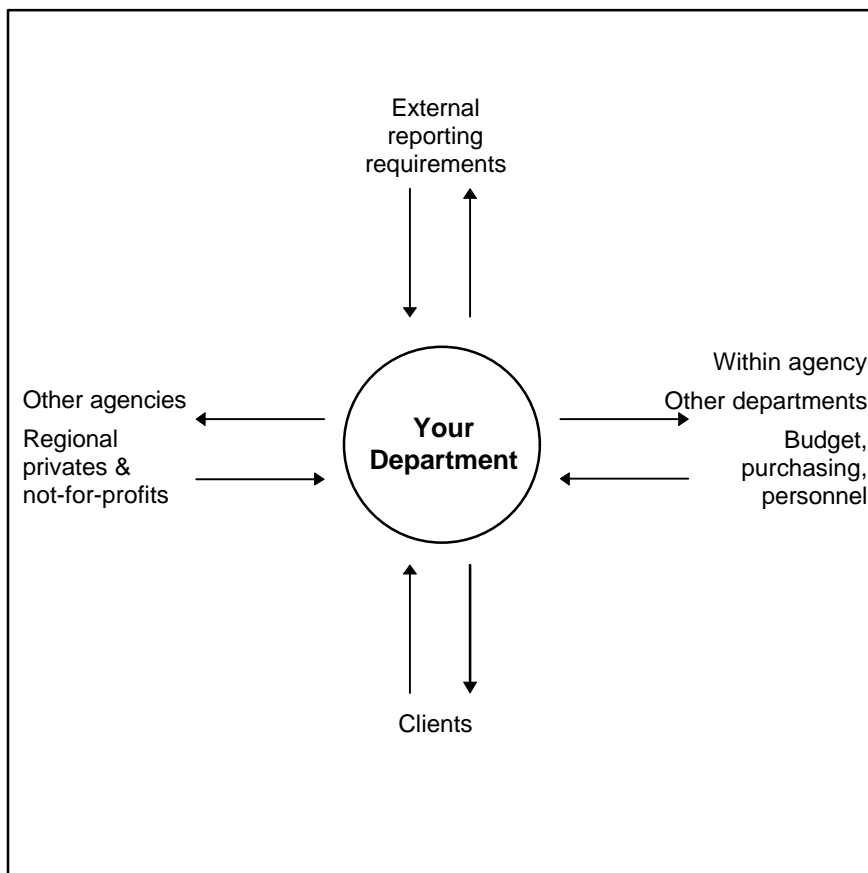 External
reporting
requirements
Within agency
Other agencies
Other departments
Your
Department
Regional
privates &
not-for-profits
Budget,
purchasing,
personnel
Clients